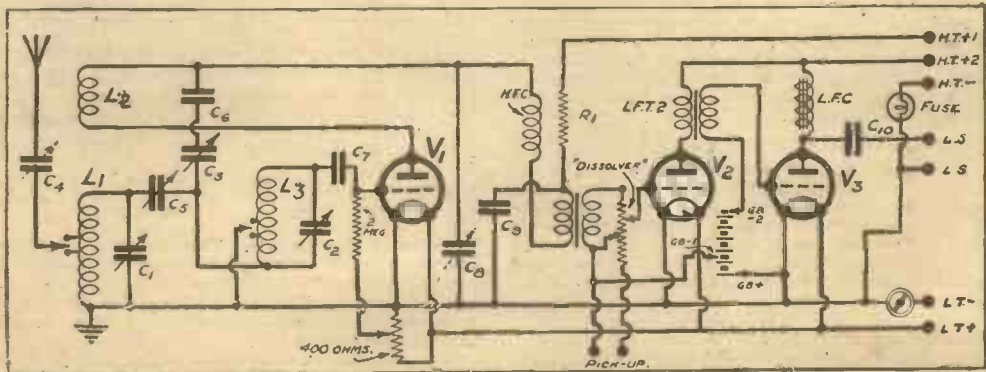 H.T.+1
H.T.+2
H.T.-
FUSE
L.S
L S
L.T.-
L T+
L2
C6
C3
C4
L1
C5
C1
L3
C2
C7
V1
2 MEG
400 OHMS.
C8
H.F.C
R1
C9
"DISSOLVER"
L.F.T.2
V2
GB -2
GB-1
GB+
PICK-UP.
L.F.C
C10
V3